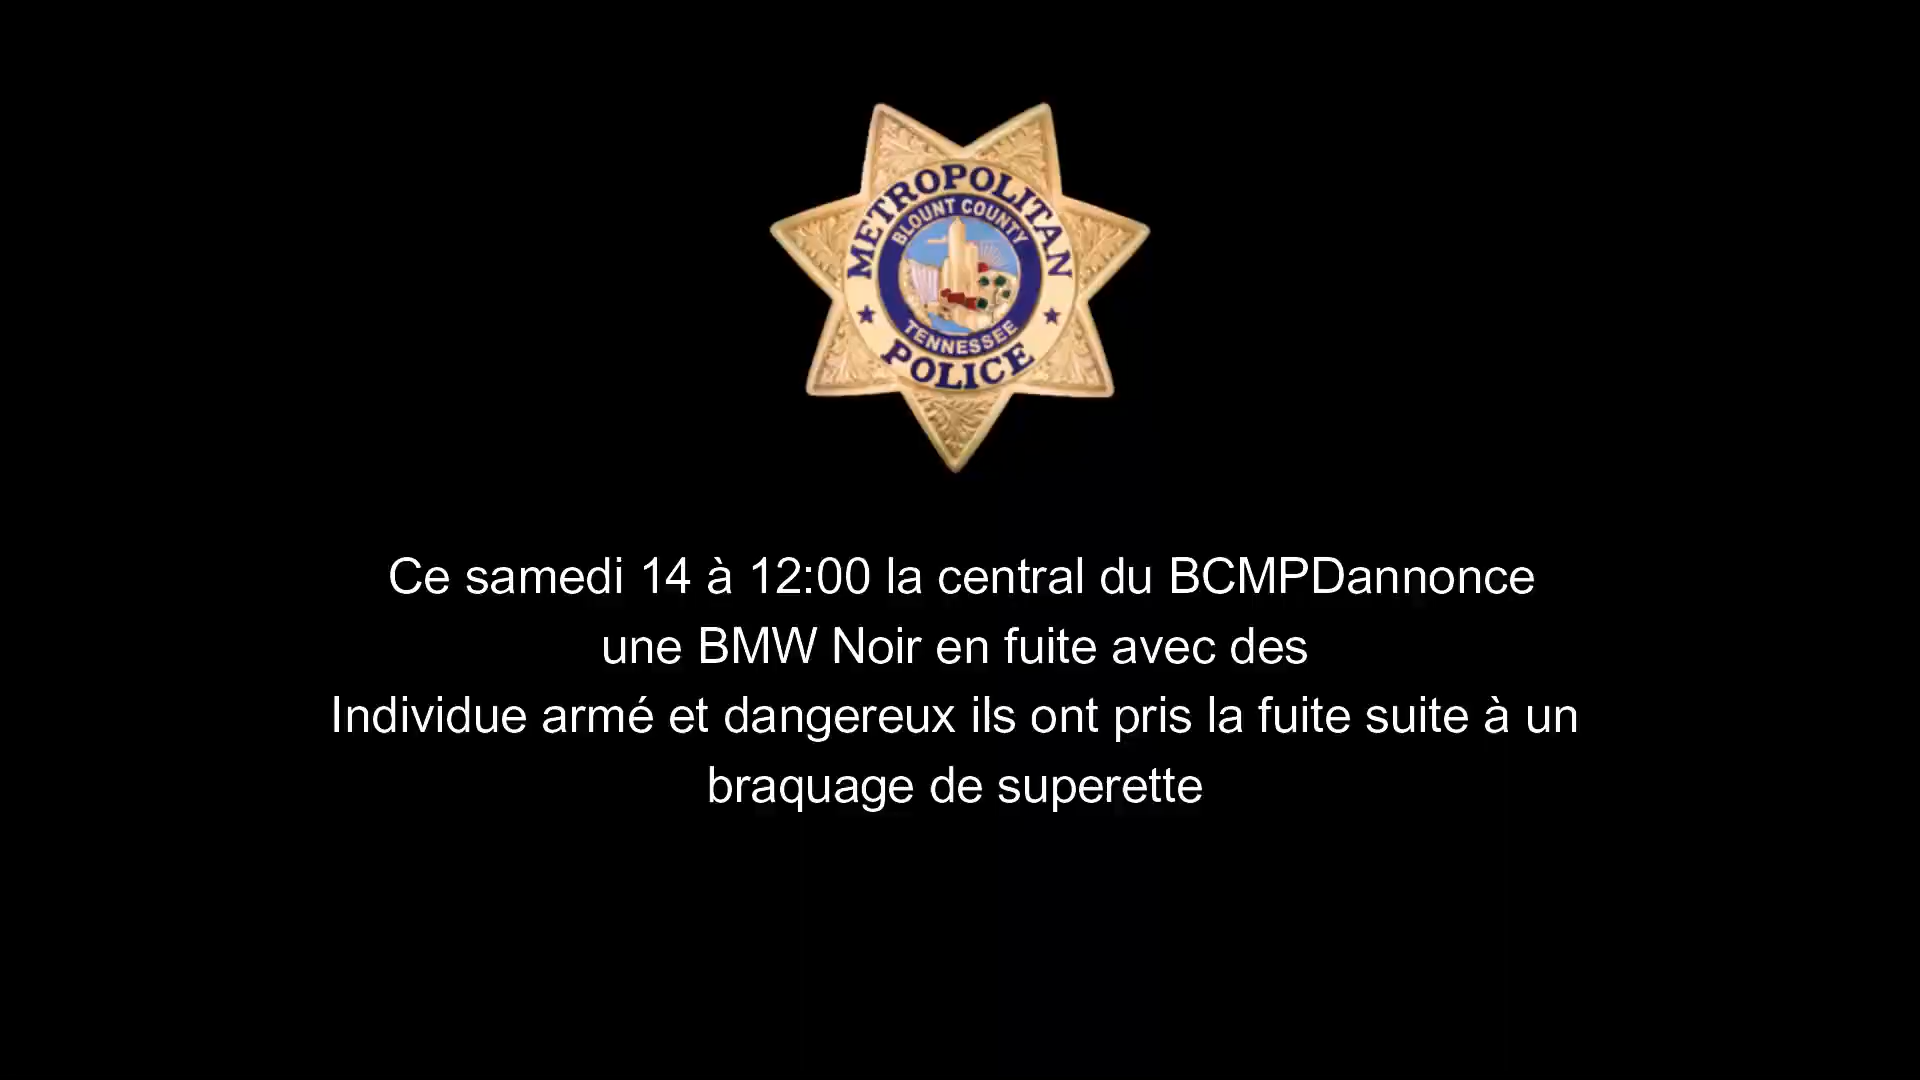 METROPOLITAN
BLOUNT COUNTY
TENNESSEE
POLICE
Ce samedi 14 à 12:00 la central du BCMPDannonce
une BMW Noir en fuite avec des
Individue armé et dangereux ils ont pris la fuite suite à un
braquage de superette